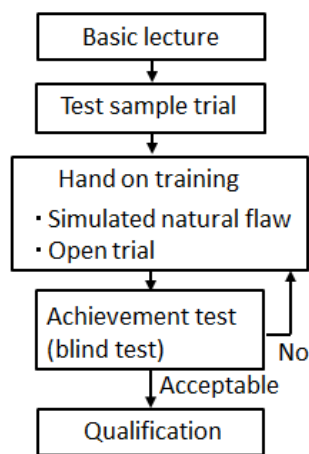 Basic lecture
Test sample trial
Hand on training
・Simulated natural flaw
・Open trial
Achievement test
(blind test)
No
Acceptable
Qualification